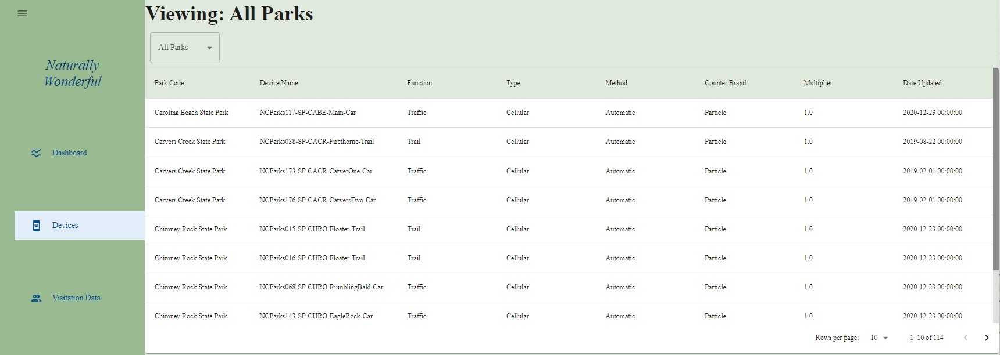 Viewing: All Parks
All Parks
Naturally
Wonderful
Dashboard
Devices
Visitation Data
Park Code Device Name Function Type Method Counter Brand Multiplier Date Updated
Carolina Beach State Park NCParks117-SP-CABE-Main-Car Traffic Cellular Automatic Particle 1.0 2020-12-23 00:00:00
Carvers Creek State Park NCParks038-SP-CACR-Firethorne-Trail Trail Cellular Automatic Particle 1.0 2019-08-22 00:00:00
Carvers Creek State Park NCParks173-SP-CACR-CarverOne-Car Traffic Cellular Automatic Particle 1.0 2019-02-01 00:00:00
Carvers Creek State Park NCParks176-SP-CACR-CarversTwo-Car Traffic Cellular Automatic Particle 1.0 2019-02-01 00:00:00
Chimney Rock State Park NCParks015-SP-CHRO-Floater-Trail Trail Cellular Automatic Particle 1.0 2020-12-23 00:00:00
Chimney Rock State Park NCParks016-SP-CHRO-Floater-Trail Trail Cellular Automatic Particle 1.0 2020-12-23 00:00:00
Chimney Rock State Park NCParks068-SP-CHRO-RumblingBald-Car Traffic Cellular Automatic Particle 1.0 2020-12-23 00:00:00
Chimney Rock State Park NCParks143-SP-CHRO-EagleRock-Car Traffic Cellular Automatic Particle 1.0 2020-12-23 00:00:00
Rows per page: 10 1–10 of 114